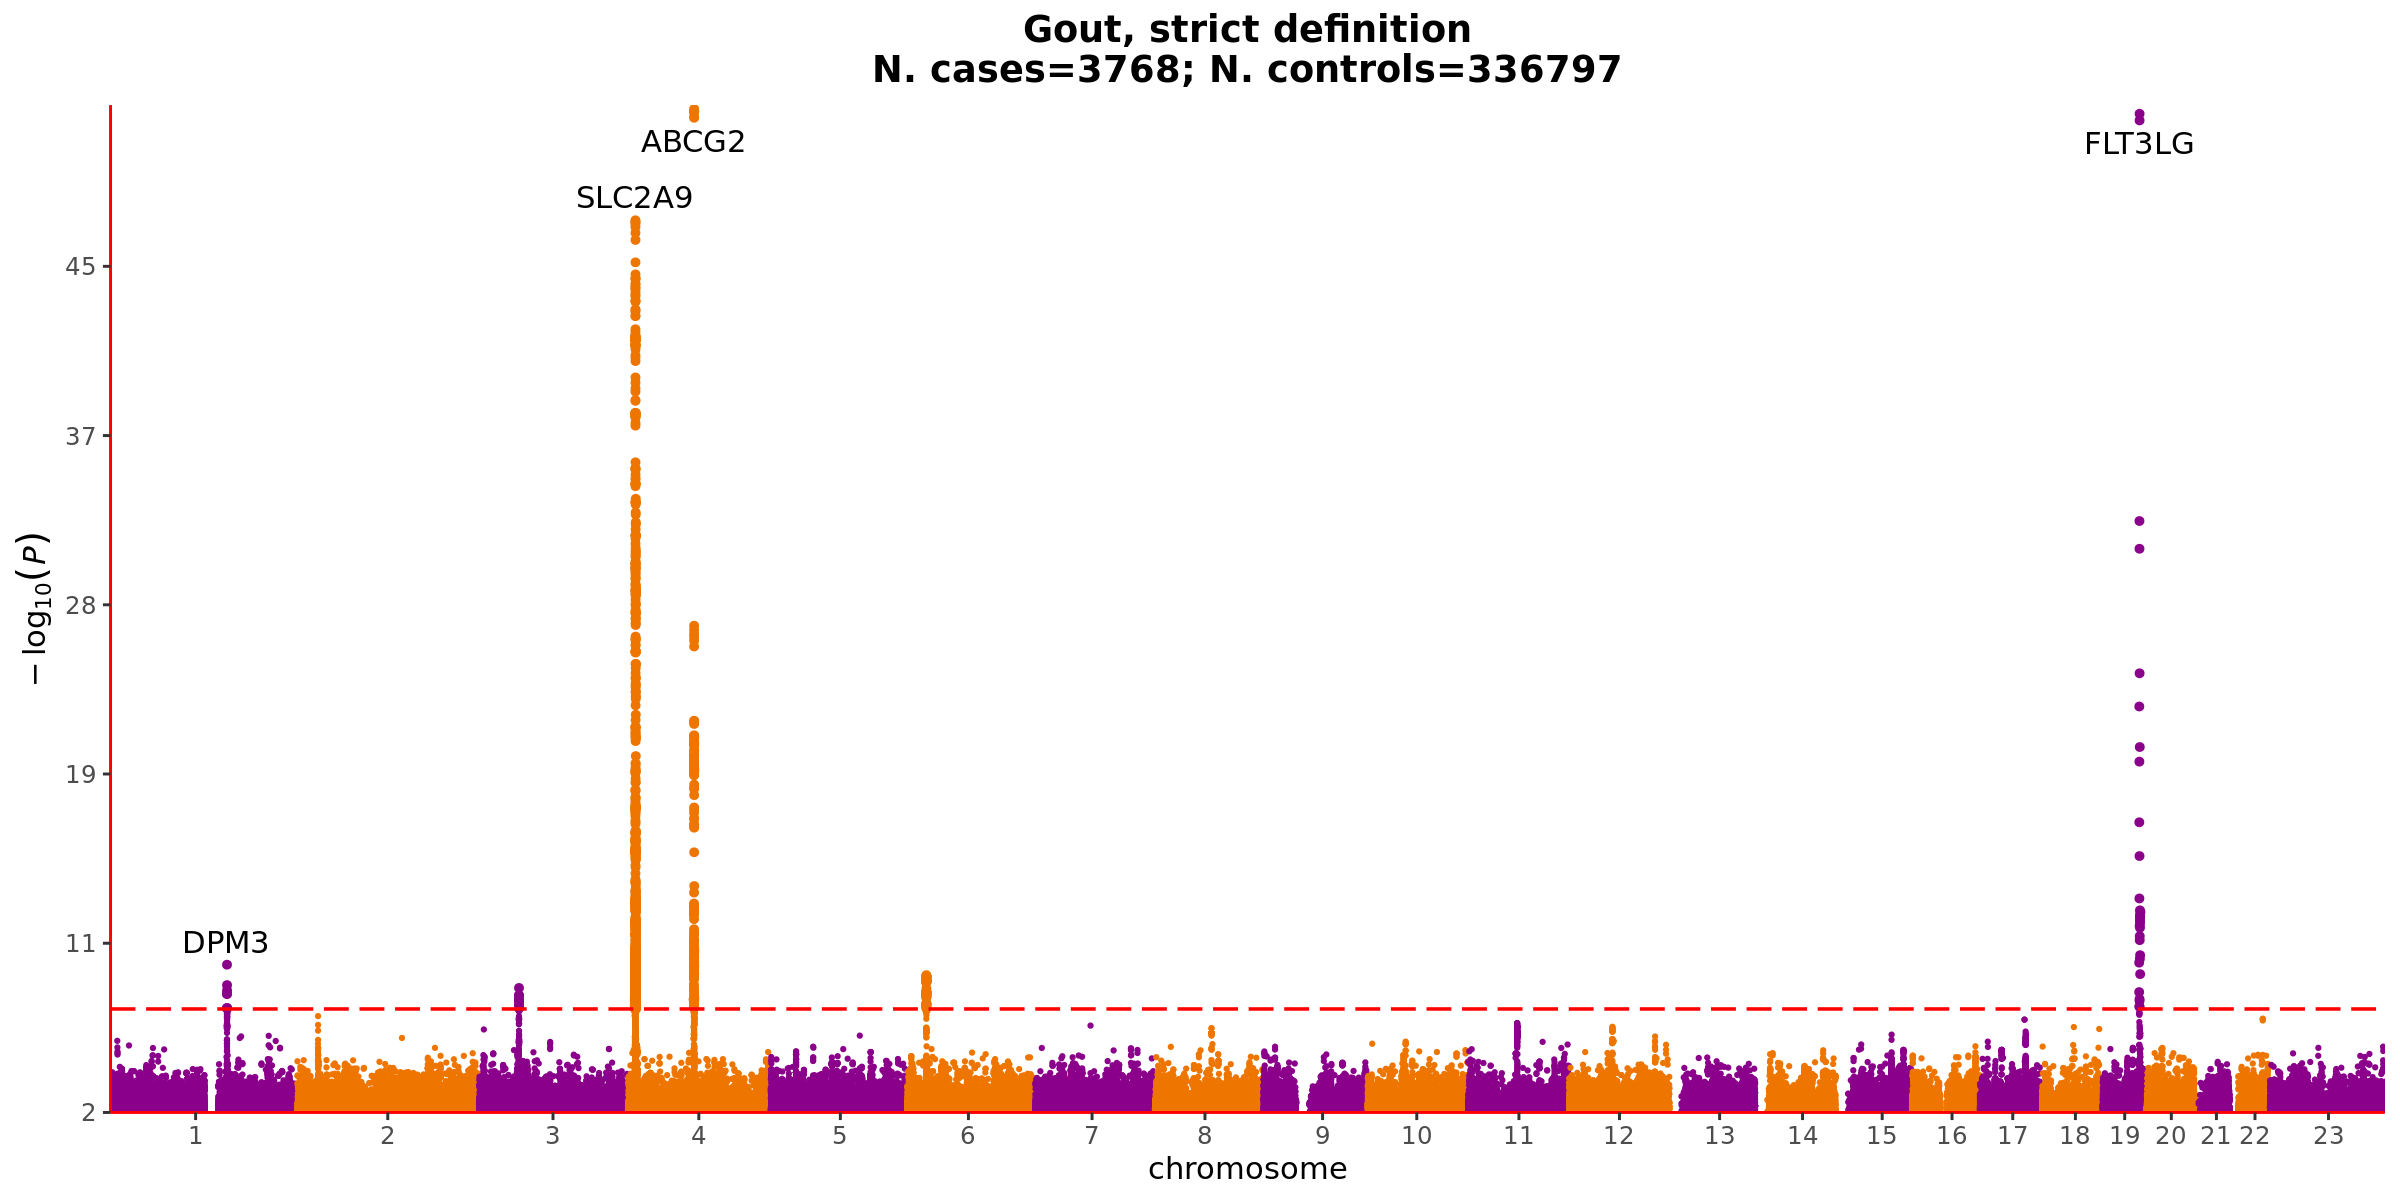 Gout, strict definition
N. cases=3768; N. controls=336797
ABCG2
FLT3LG
SLC2A9
DPM3
45
37
28
19
11
2
−log10(P)
1 2 3 4 5 6 7 8 9 10 11 12 13 14 15 16 17 18 19 20 21 22 23
chromosome